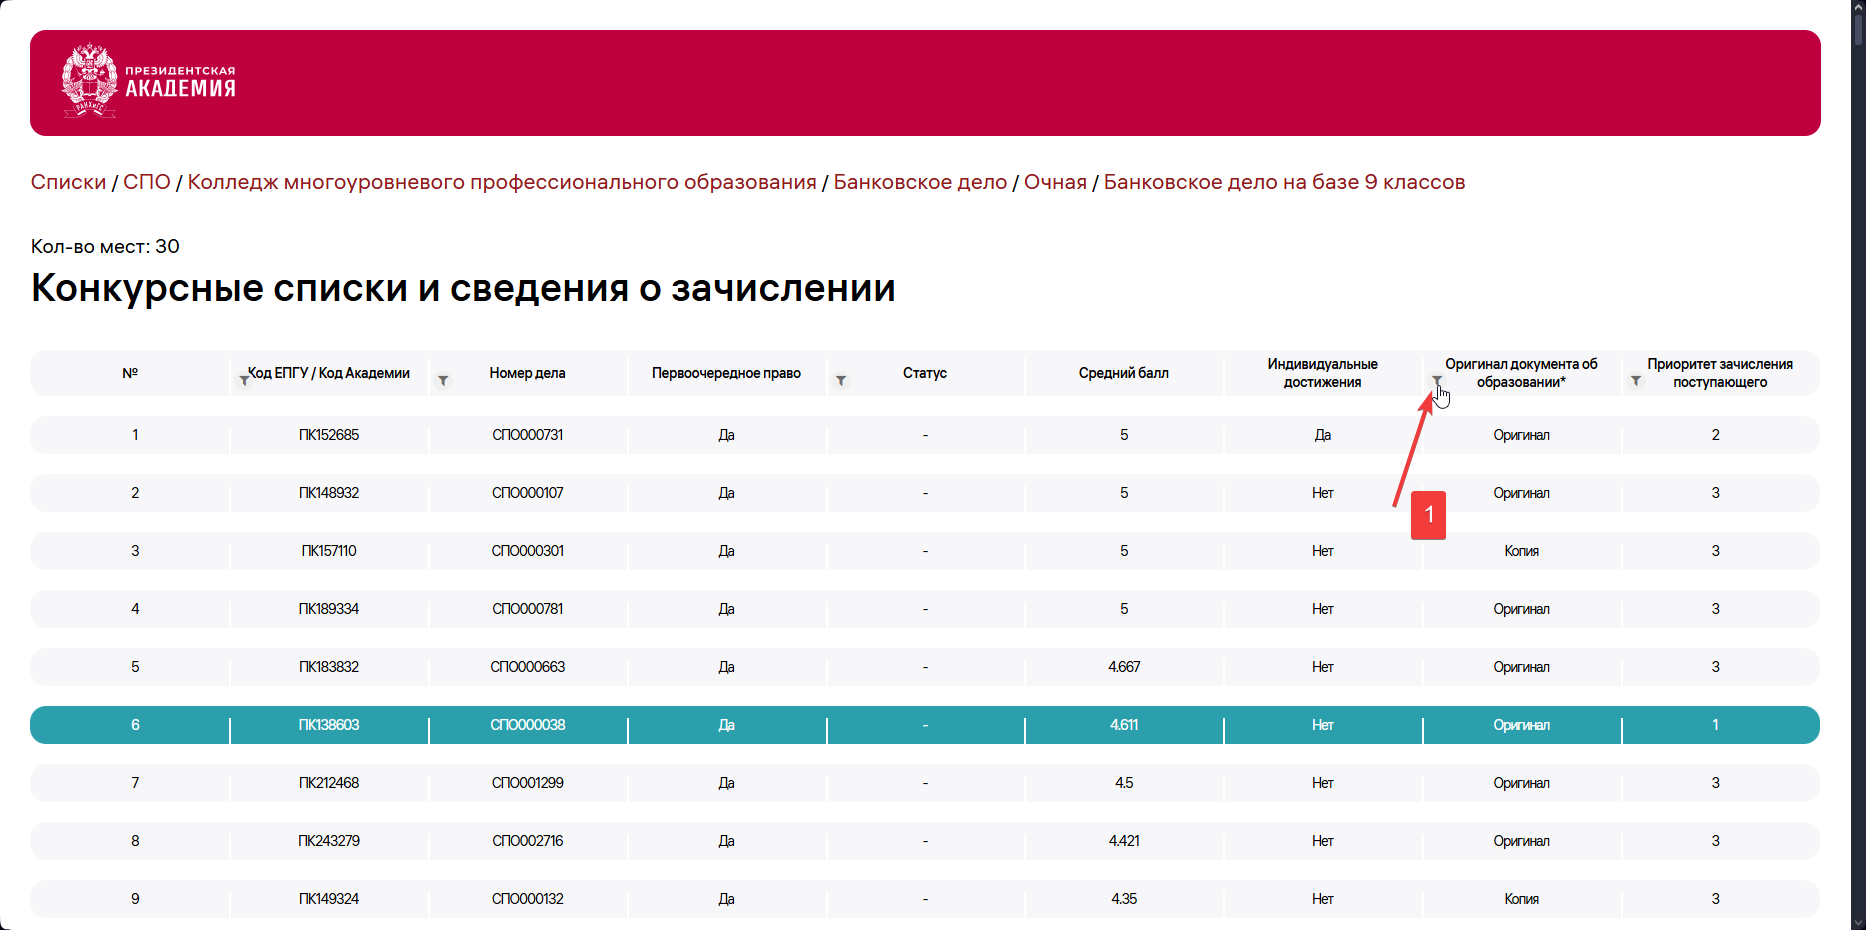 ПРЕЗИДЕНТСКАЯ
АКАДЕМИЯ
РАНХиГС
Списки / СПО / Колледж многоуровневого профессионального образования / Банковское дело / Очная / Банковское дело на базе 9 классов
Кол-во мест: 30
Конкурсные списки и сведения о зачислении
№ Код ЕПГУ / Код Академии Номер дела Первоочередное право Статус Средний балл Индивидуальные достижения Оригинал документа об образовании* Приоритет зачисления поступающего
1 ПК152685 СПО000731 Да - 5 Да Оригинал 2
2 ПК148932 СПО000107 Да - 5 Нет Оригинал 3
1
3 ПК157110 СПО000301 Да - 5 Нет Копия 3
4 ПК189334 СПО000781 Да - 5 Нет Оригинал 3
5 ПК183832 СПО000663 Да - 4.667 Нет Оригинал 3
6 ПК138603 СПО000038 Да - 4.611 Нет Оригинал 1
7 ПК212468 СПО001299 Да - 4.5 Нет Оригинал 3
8 ПК243279 СПО002716 Да - 4.421 Нет Оригинал 3
9 ПК149324 СПО000132 Да - 4.35 Нет Копия 3